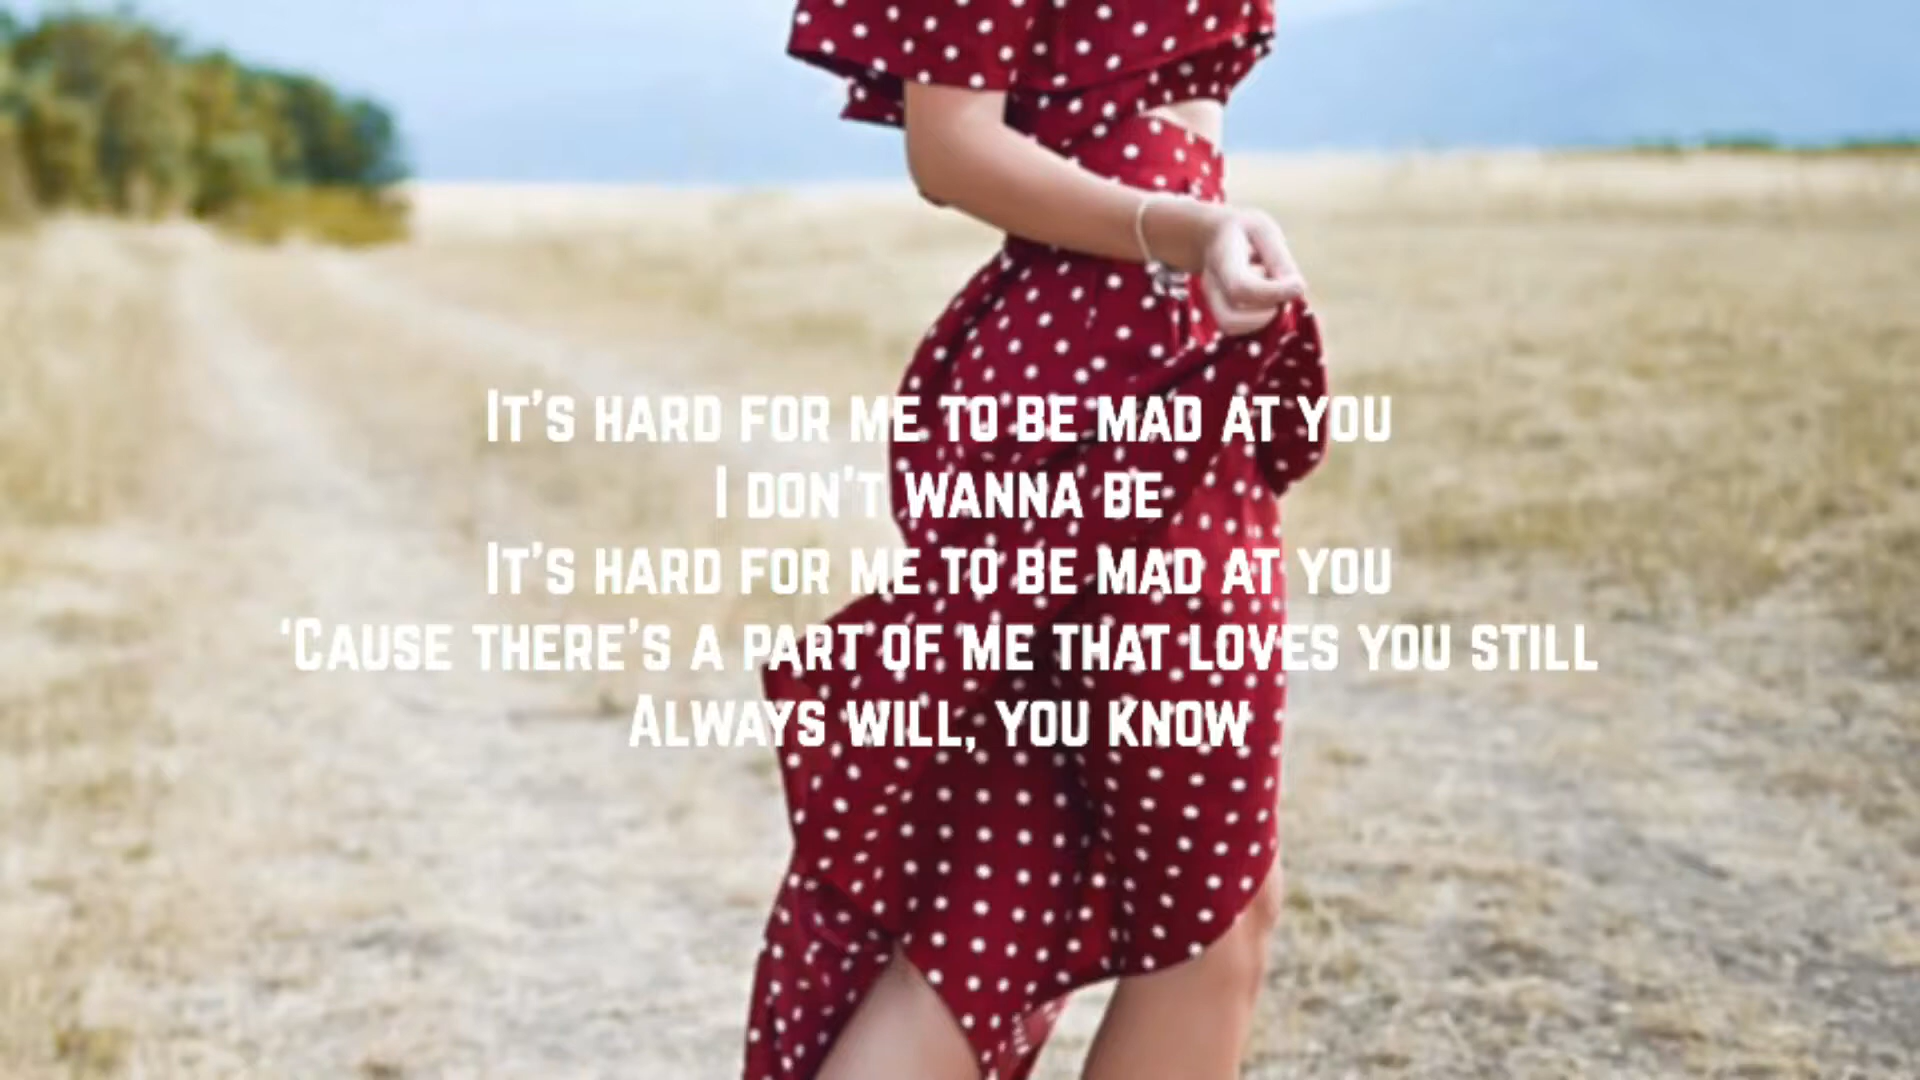 It's hard for me to be mad at you
I don't wanna be
It's hard for me to be mad at you
'Cause there's a part of me that loves you still
Always will, you know